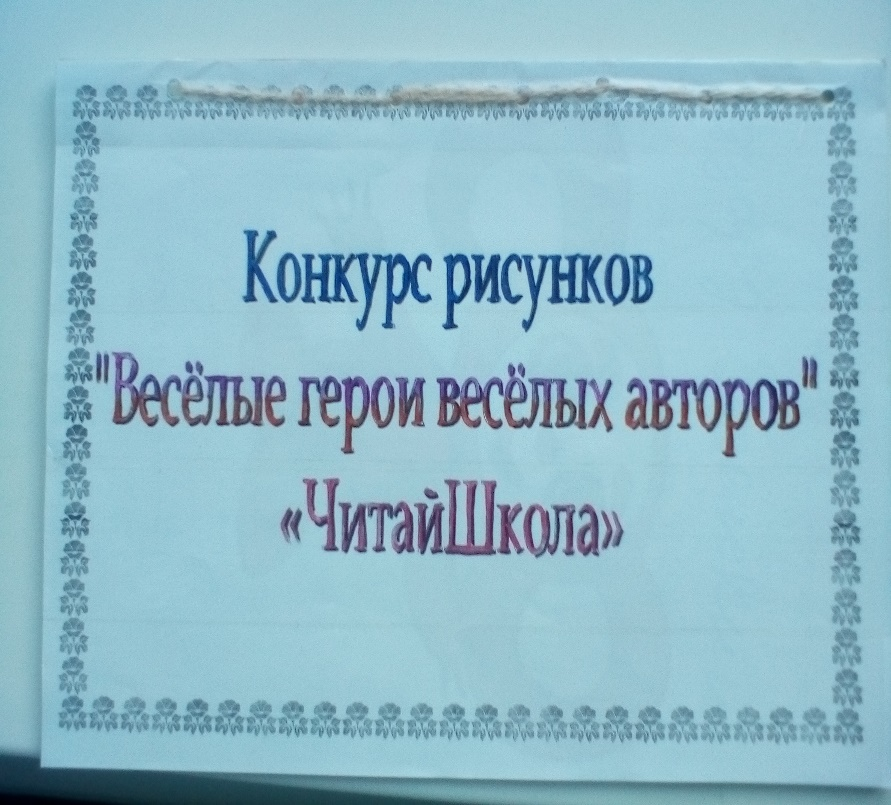 Конкурс рисунков
"Весёлые герои весёлых авторов"
«ЧитайШкола»